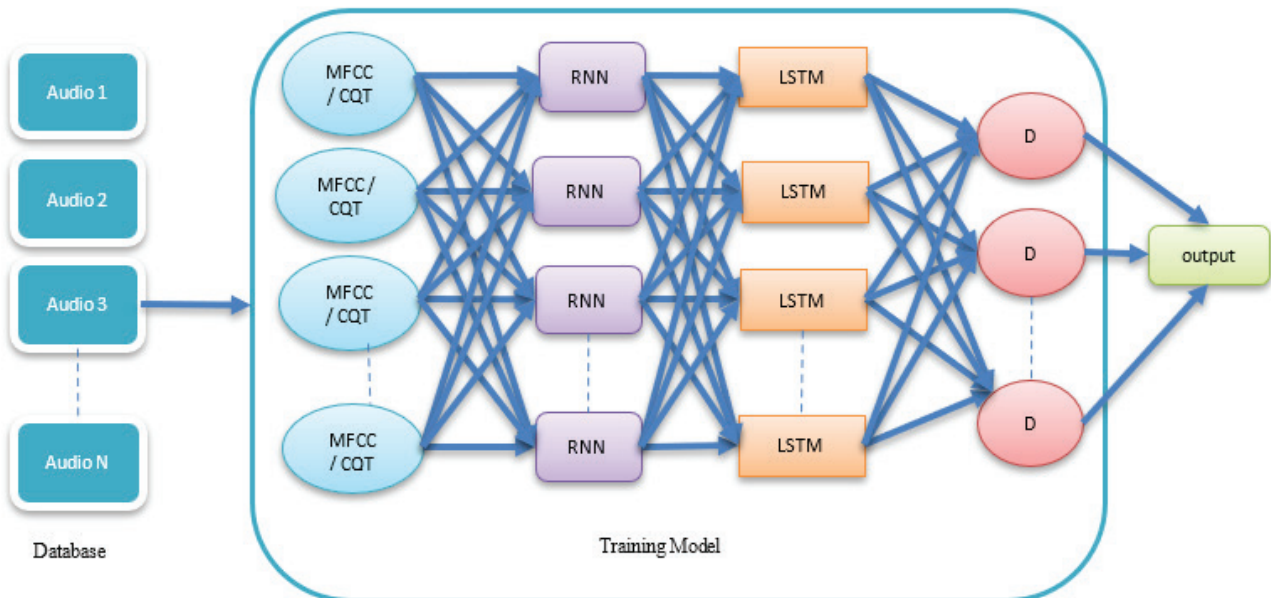 Audio 1
Audio 2
Audio 3
Audio N
Database
MFCC
/ CQT
MFCC /
CQT
MFCC
/ CQT
MFCC
/ CQT
RNN
RNN
RNN
RNN
LSTM
LSTM
LSTM
LSTM
D
D
D
output
Training Model